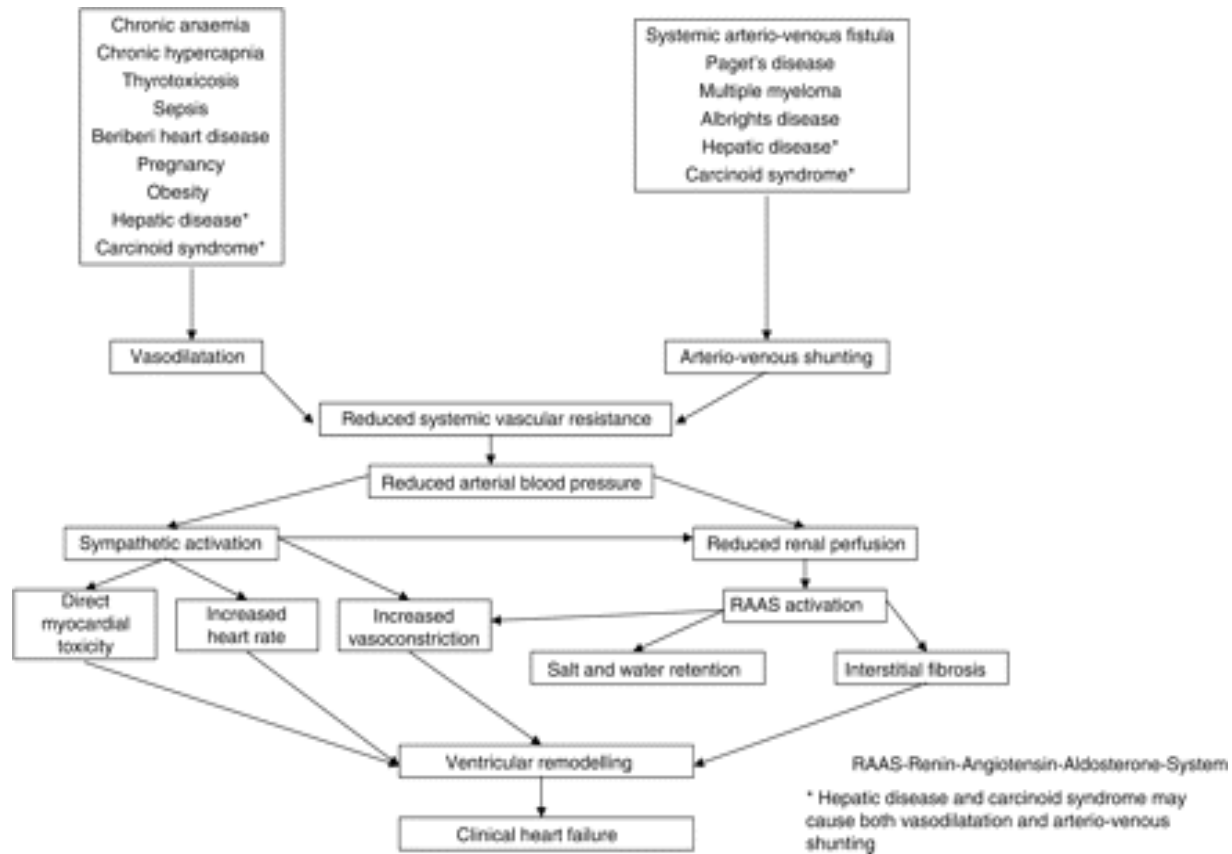 Chronic anaemia
Chronic hypercapnia
Thyrotoxicosis
Sepsis
Beriberi heart disease
Pregnancy
Obesity
Hepatic disease*
Carcinoid syndrome*
Systemic arterio-venous fistula
Paget's disease
Multiple myeloma
Albrights disease
Hepatic disease*
Carcinoid syndrome*
Vasodilatation
Arterio-venous shunting
Reduced systemic vascular resistance
Reduced arterial blood pressure
Sympathetic activation
Reduced renal perfusion
Direct
myocardial
toxicity
Increased
heart rate
Increased
vasoconstriction
RAAS activation
Salt and water retention
Interstitial fibrosis
Ventricular remodelling
Clinical heart failure
RAAS-Renin-Angiotensin-Aldosterone-System
* Hepatic disease and carcinoid syndrome may
cause both vasodilatation and arterio-venous
shunting